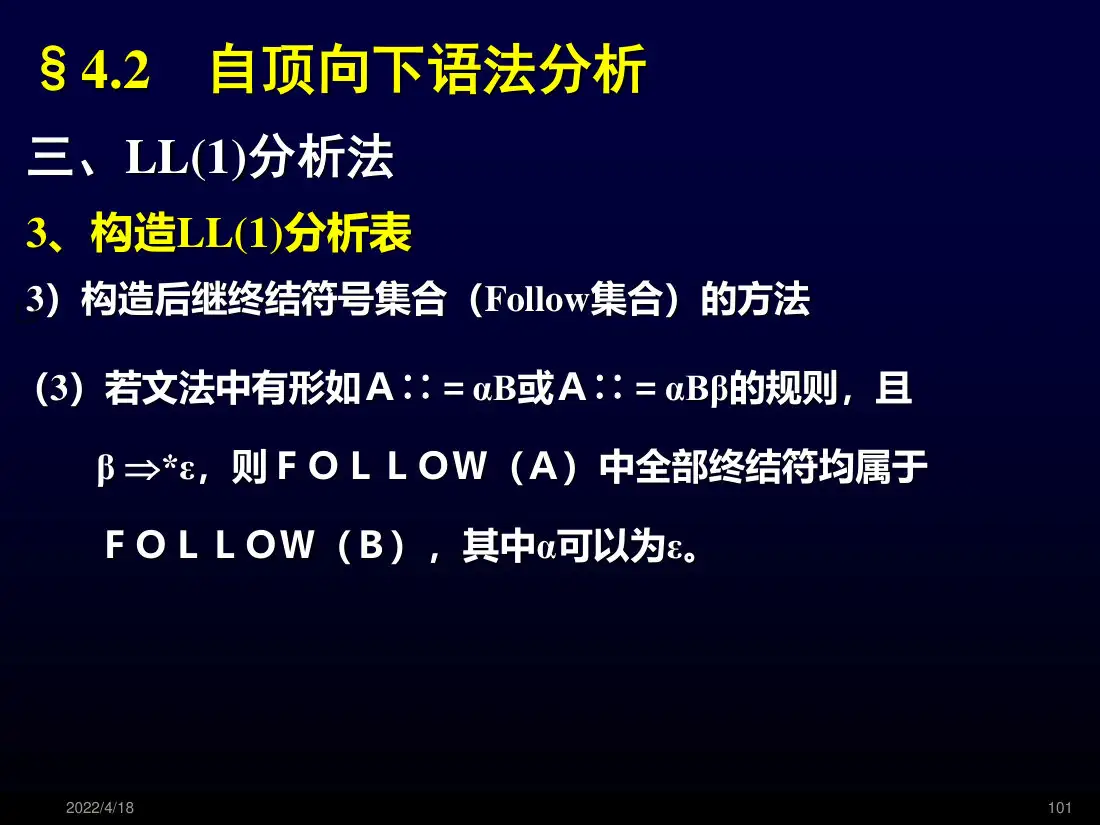 §4.2 自顶向下语法分析
三、LL(1)分析法
3、构造LL(1)分析表
3）构造后继终结符号集合（Follow集合）的方法
（3）若文法中有形如Ａ∷＝αB或Ａ∷＝αBβ的规则，且
β ⇒*ε，则ＦＯＬＬＯＷ（Ａ）中全部终结符均属于
ＦＯＬＬＯＷ（Ｂ），其中α可以为ε。
2022/4/18
101